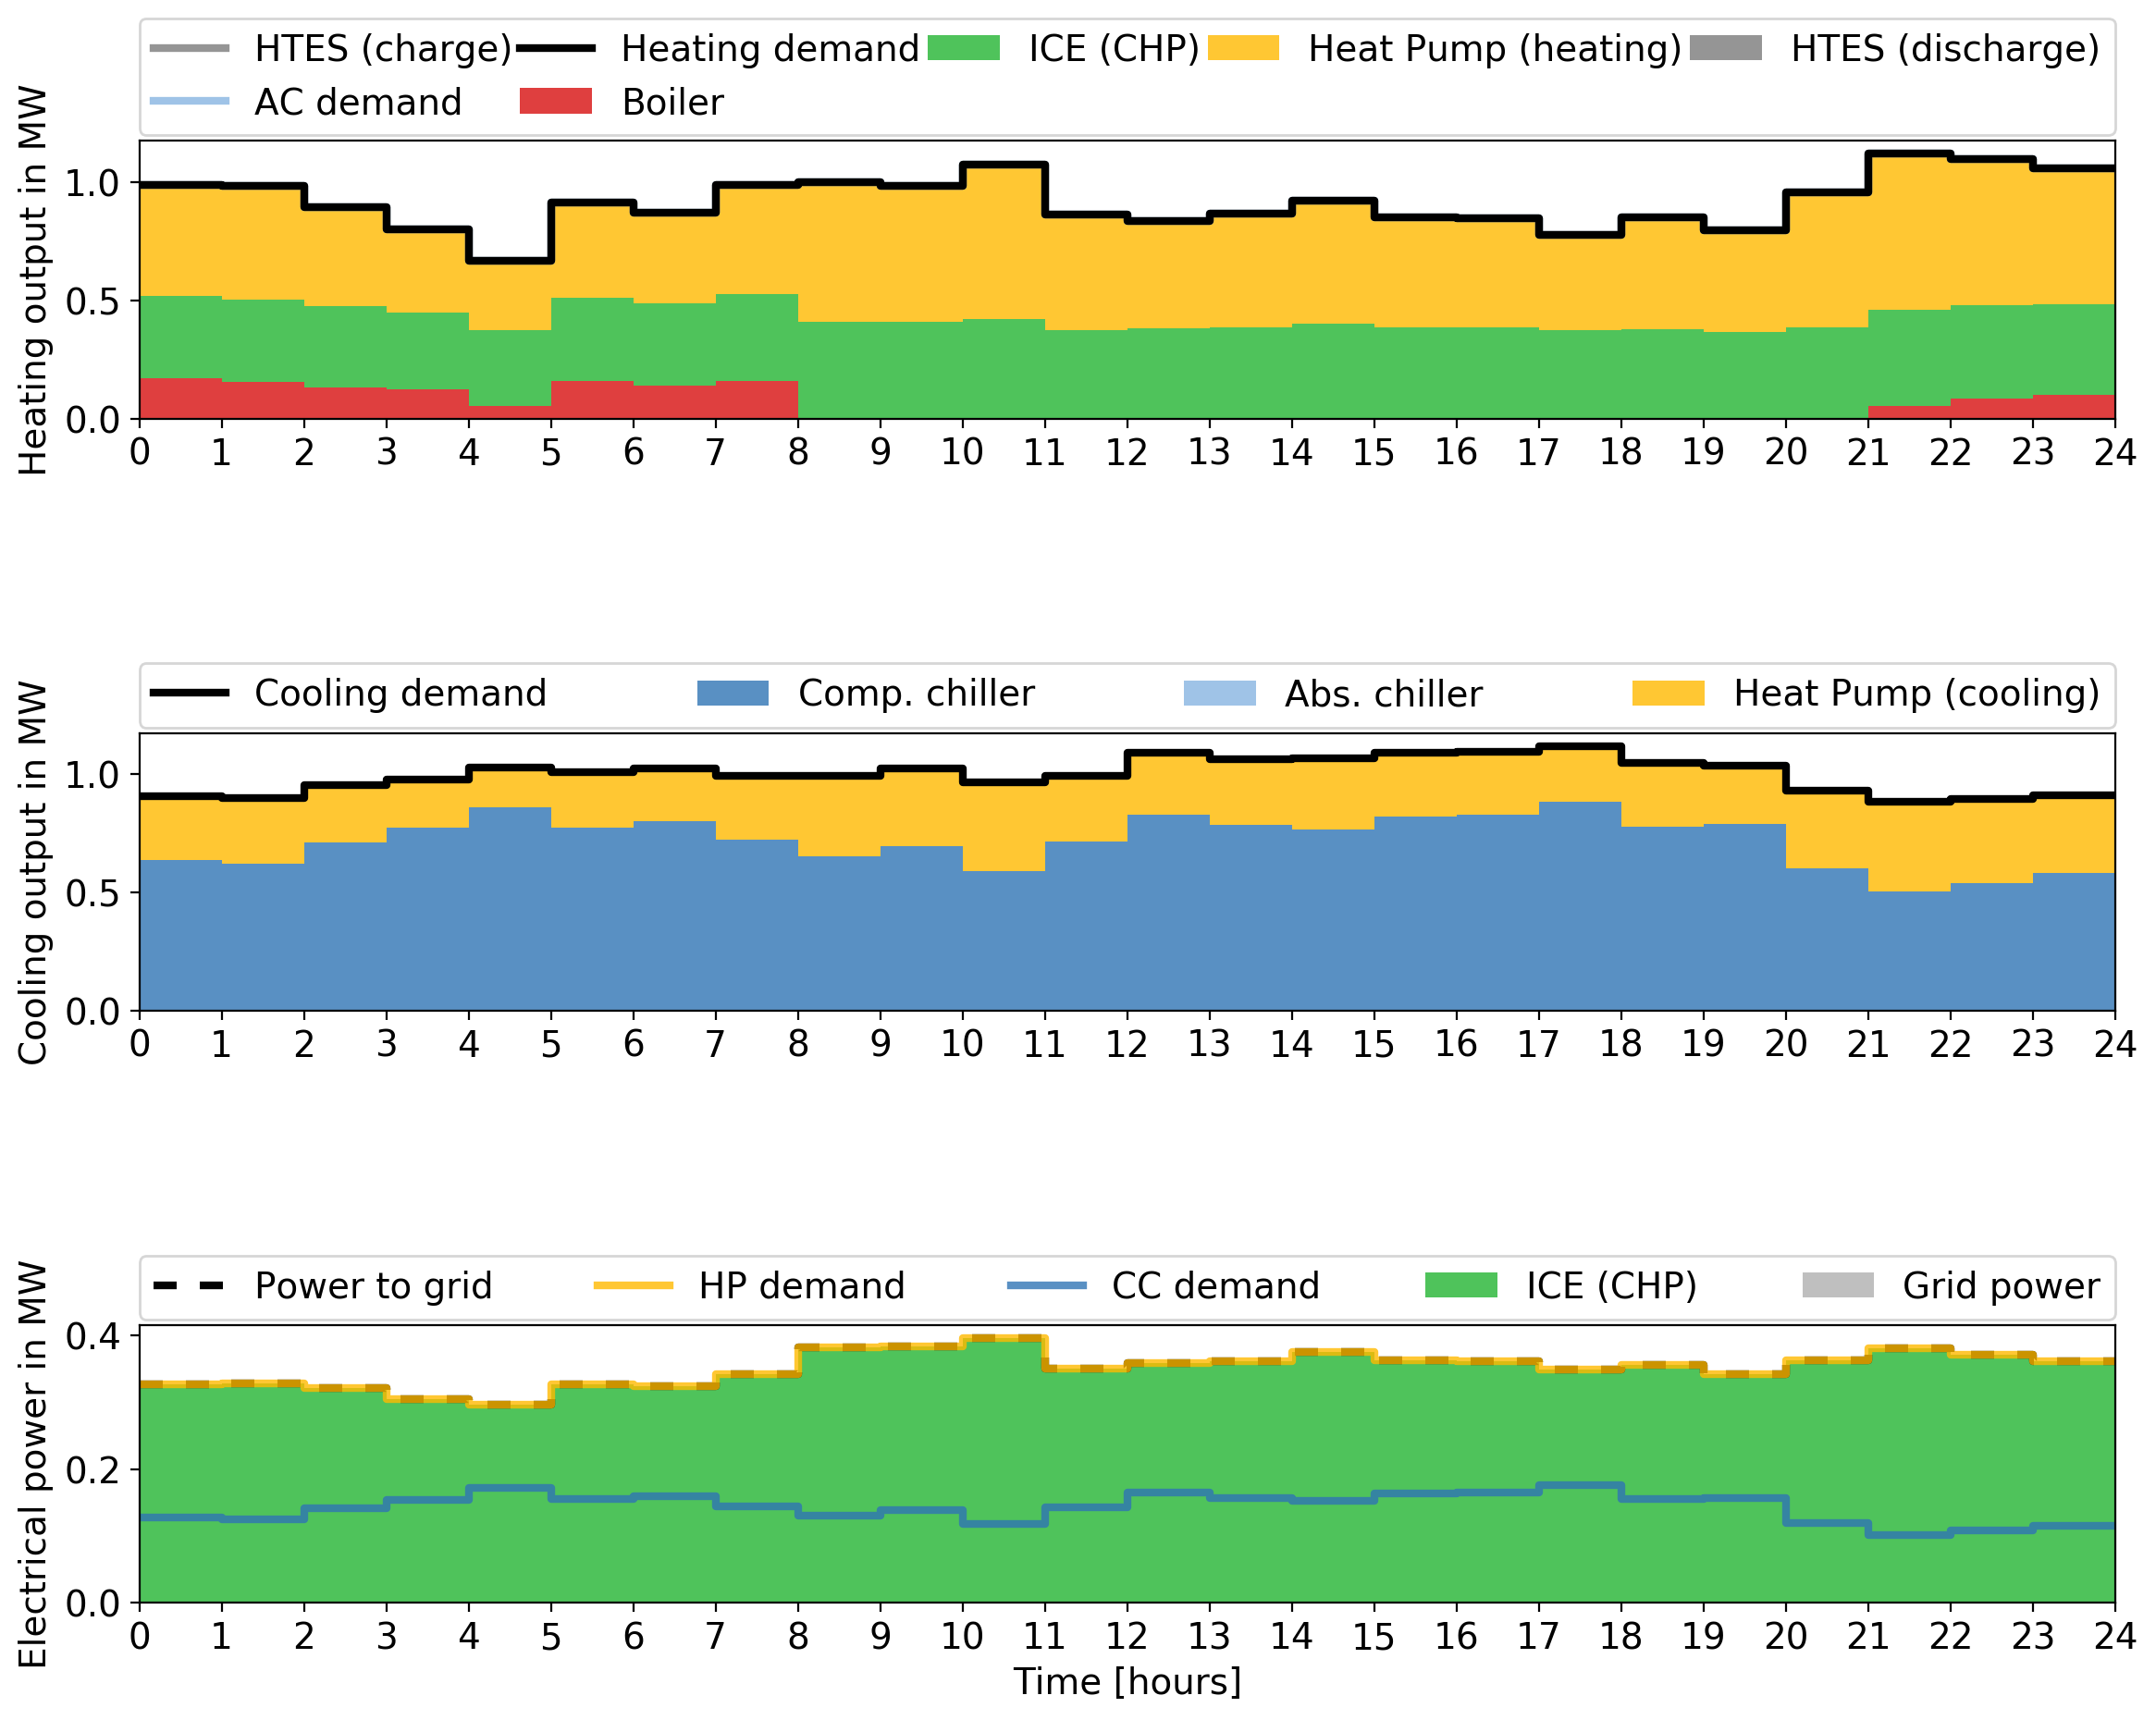 HTES (charge) Heating demand ICE (CHP) Heat Pump (heating) HTES (discharge)
AC demand Boiler
Heating output in MW
1.0
0.5
0.0
0 1 2 3 4 5 6 7 8 9 10 11 12 13 14 15 16 17 18 19 20 21 22 23 24
Cooling demand Comp. chiller Abs. chiller Heat Pump (cooling)
Cooling output in MW
1.0
0.5
0.0
0 1 2 3 4 5 6 7 8 9 10 11 12 13 14 15 16 17 18 19 20 21 22 23 24
Power to grid HP demand CC demand ICE (CHP) Grid power
Electrical power in MW
0.4
0.2
0.0
0 1 2 3 4 5 6 7 8 9 10 11 12 13 14 15 16 17 18 19 20 21 22 23 24
Time [hours]